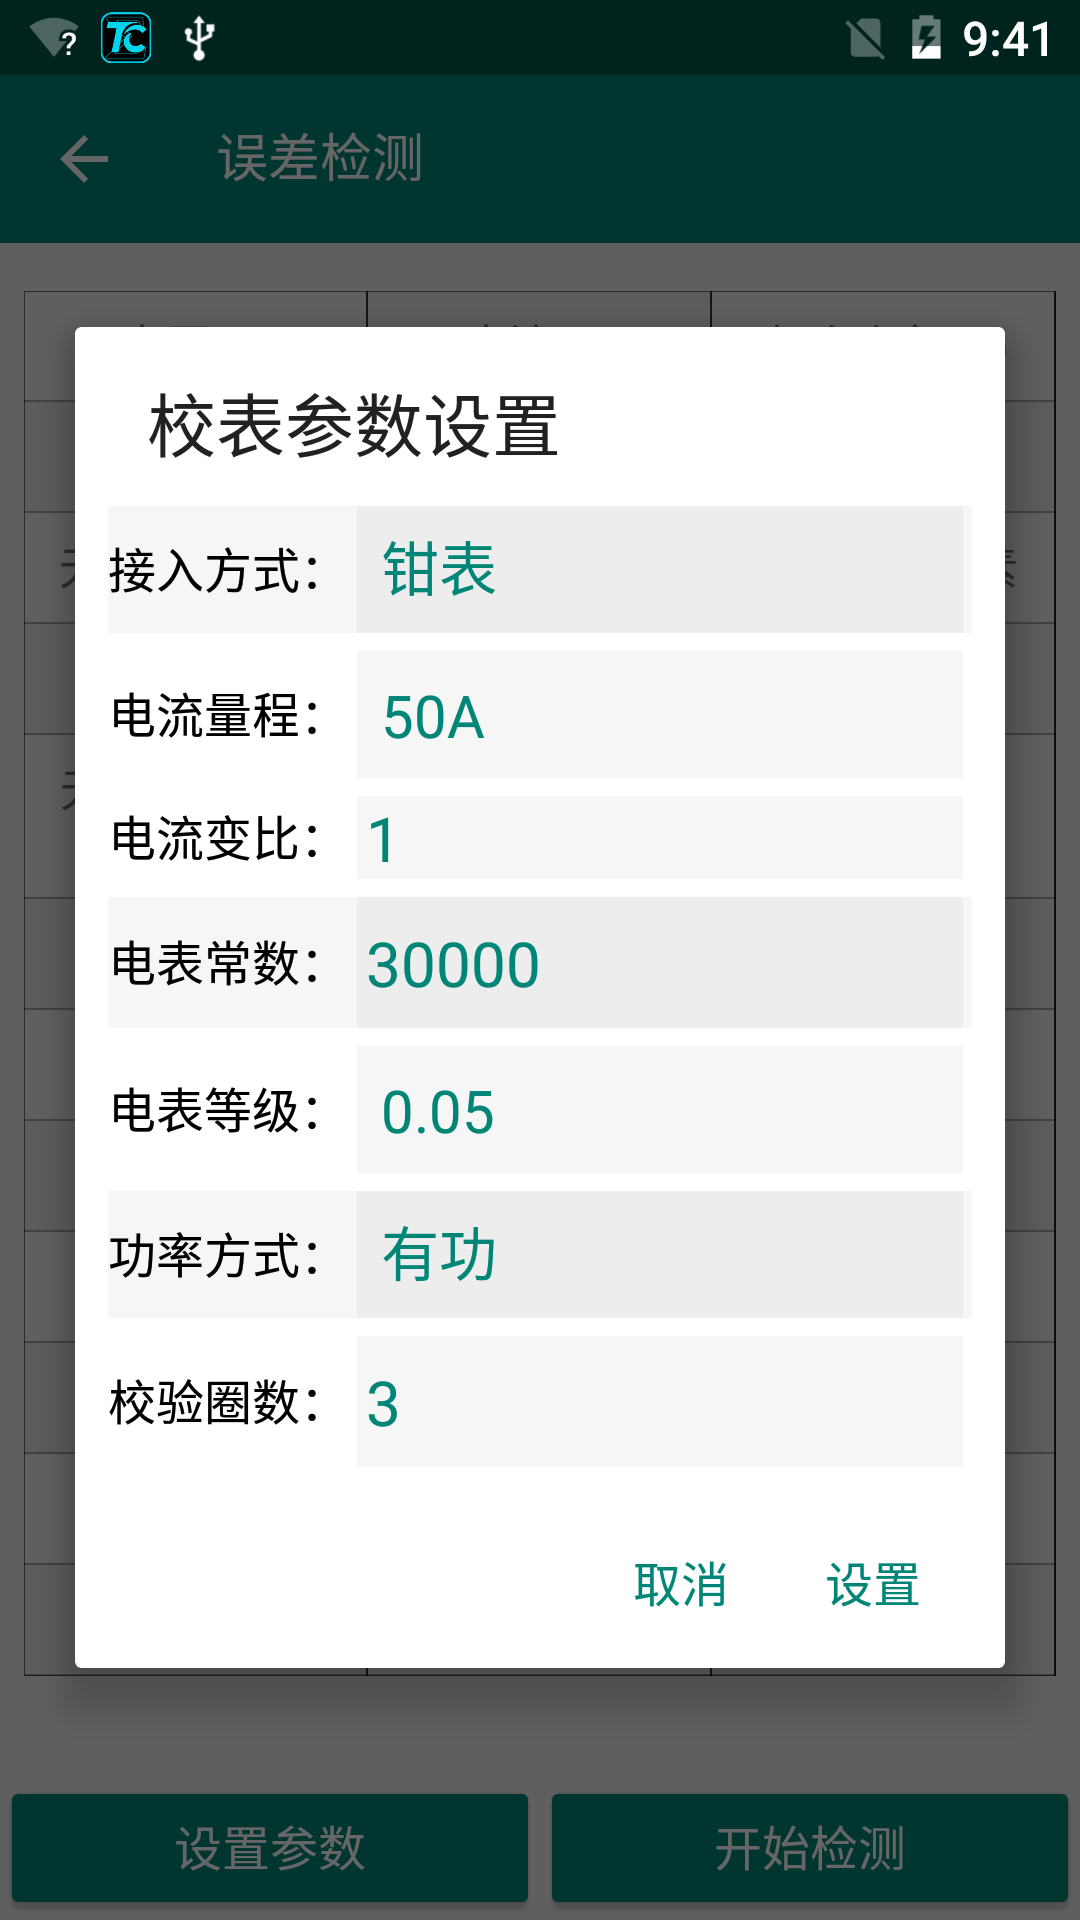 9:41
误差检测
校表参数设置
接入方式：
钳表
电流量程：
50A
电流变比：
1
电表常数：
30000
电表等级：
0.05
功率方式：
有功
校验圈数：
3
取消
设置
设置参数
开始检测